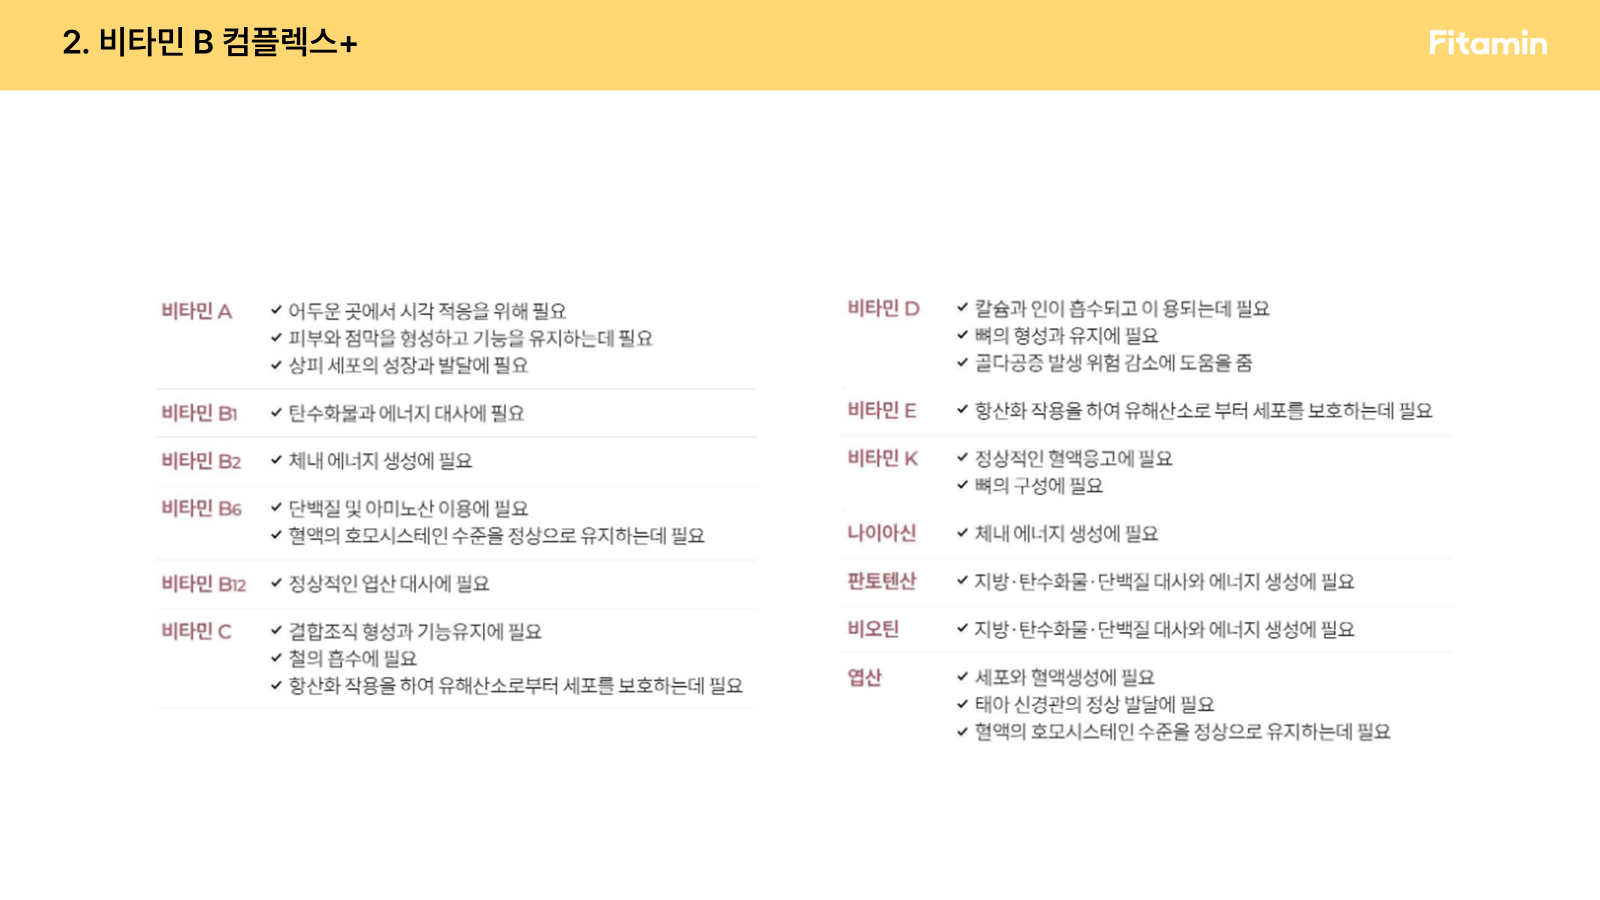 2. 비타민 B 컴플렉스+
Fitamin
비타민 A
✓ 어두운 곳에서 시각 적응을 위해 필요
✓ 피부와 점막을 형성하고 기능을 유지하는데 필요
✓ 상피 세포의 성장과 발달에 필요
비타민 B1
✓ 탄수화물과 에너지 대사에 필요
비타민 B2
✓ 체내 에너지 생성에 필요
비타민 B6
✓ 단백질 및 아미노산 이용에 필요
✓ 혈액의 호모시스테인 수준을 정상으로 유지하는데 필요
비타민 B12
✓ 정상적인 엽산 대사에 필요
비타민 C
✓ 결합조직 형성과 기능유지에 필요
✓ 철의 흡수에 필요
✓ 항산화 작용을 하여 유해산소로부터 세포를 보호하는데 필요
비타민 D
✓ 칼슘과 인이 흡수되고 이 용되는데 필요
✓ 뼈의 형성과 유지에 필요
✓ 골다공증 발생 위험 감소에 도움을 줌
비타민 E
✓ 항산화 작용을 하여 유해산소로 부터 세포를 보호하는데 필요
비타민 K
✓ 정상적인 혈액응고에 필요
✓ 뼈의 구성에 필요
나이아신
✓ 체내 에너지 생성에 필요
판토텐산
✓ 지방·탄수화물·단백질 대사와 에너지 생성에 필요
비오틴
✓ 지방·탄수화물·단백질 대사와 에너지 생성에 필요
엽산
✓ 세포와 혈액생성에 필요
✓ 태아 신경관의 정상 발달에 필요
✓ 혈액의 호모시스테인 수준을 정상으로 유지하는데 필요